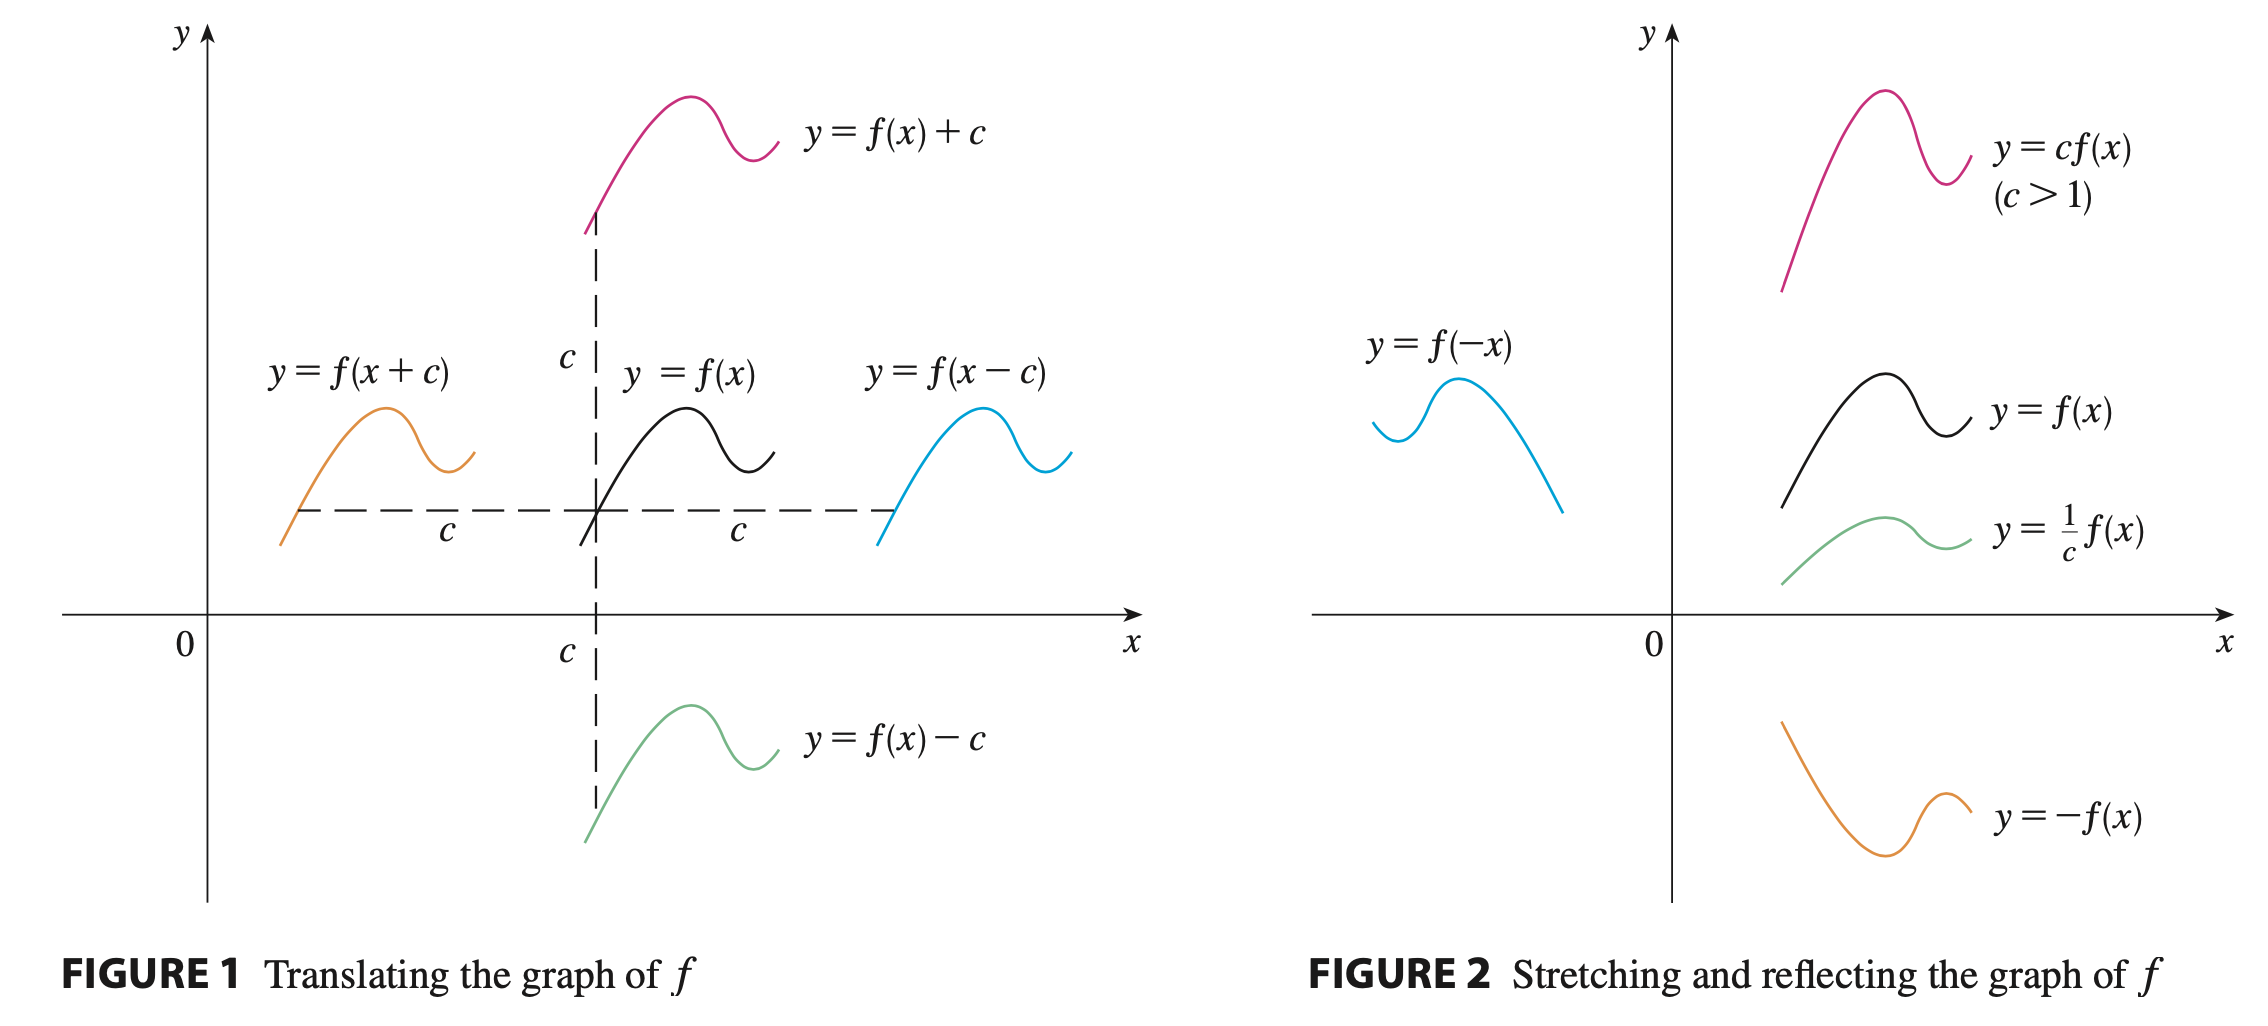 y
y = f(x) + c
c
y = f(x + c)
y = f(x)
y = f(x − c)
c
c
0
x
c
y = f(x) − c
FIGURE 1 Translating the graph of f
y
y = cf(x)
(c > 1)
y = f(−x)
y = f(x)
y = 1/c f(x)
0
x
y = −f(x)
FIGURE 2 Stretching and reflecting the graph of f